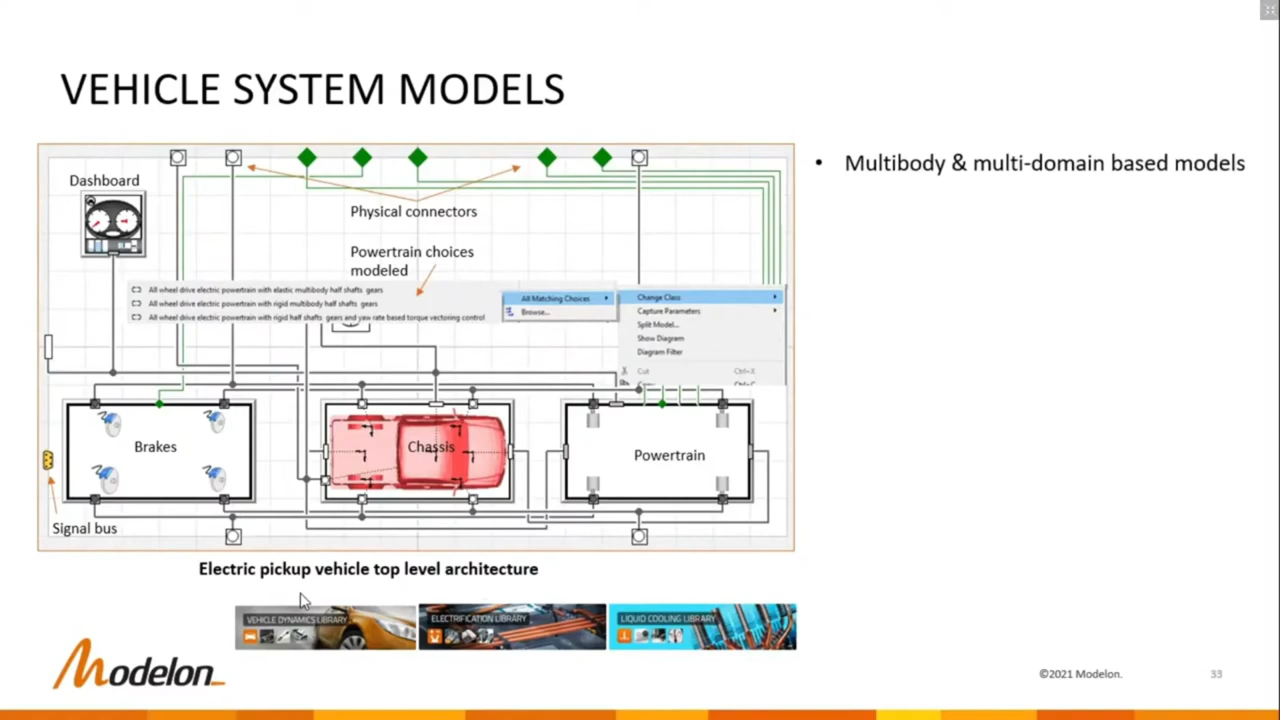 VEHICLE SYSTEM MODELS
• Multibody & multi-domain based models
Dashboard
Physical connectors
Powertrain choices
modeled
All wheel drive electric powertrain with elastic multibody half shafts gears
All wheel drive electric powertrain with rigid multibody half shafts gears
All wheel drive electric powertrain with rigid half shafts gears and yaw rate based torque vectoring control
All Matching Choices
Browse...
Change Class
Capture Parameters
Split Model...
Show Diagram
Diagram Filter
Cut Ctrl+X
Brakes
Chassis
Powertrain
Signal bus
Electric pickup vehicle top level architecture
VEHICLE DYNAMICS LIBRARY
ELECTRIFICATION LIBRARY
LIQUID COOLING LIBRARY
Modelon
©2021 Modelon.
33